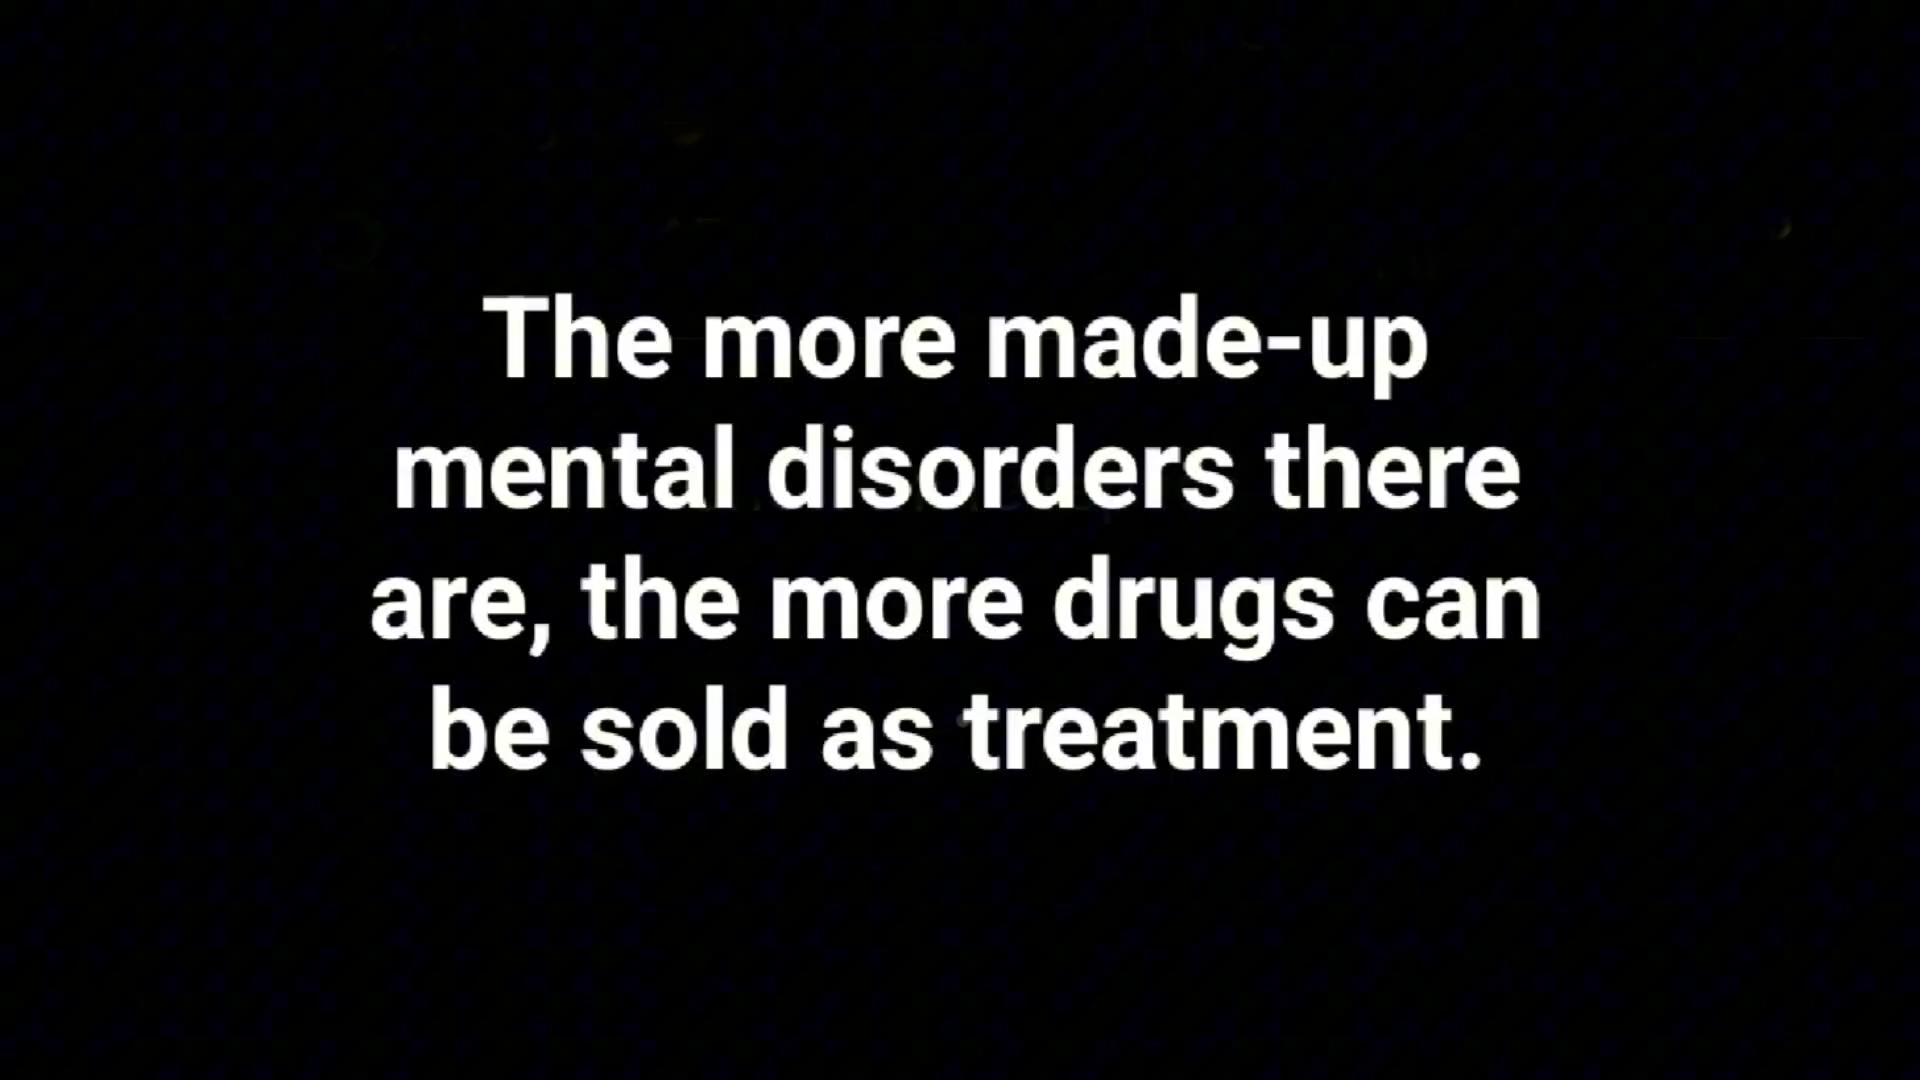 The more made-up
mental disorders there
are, the more drugs can
be sold as treatment.